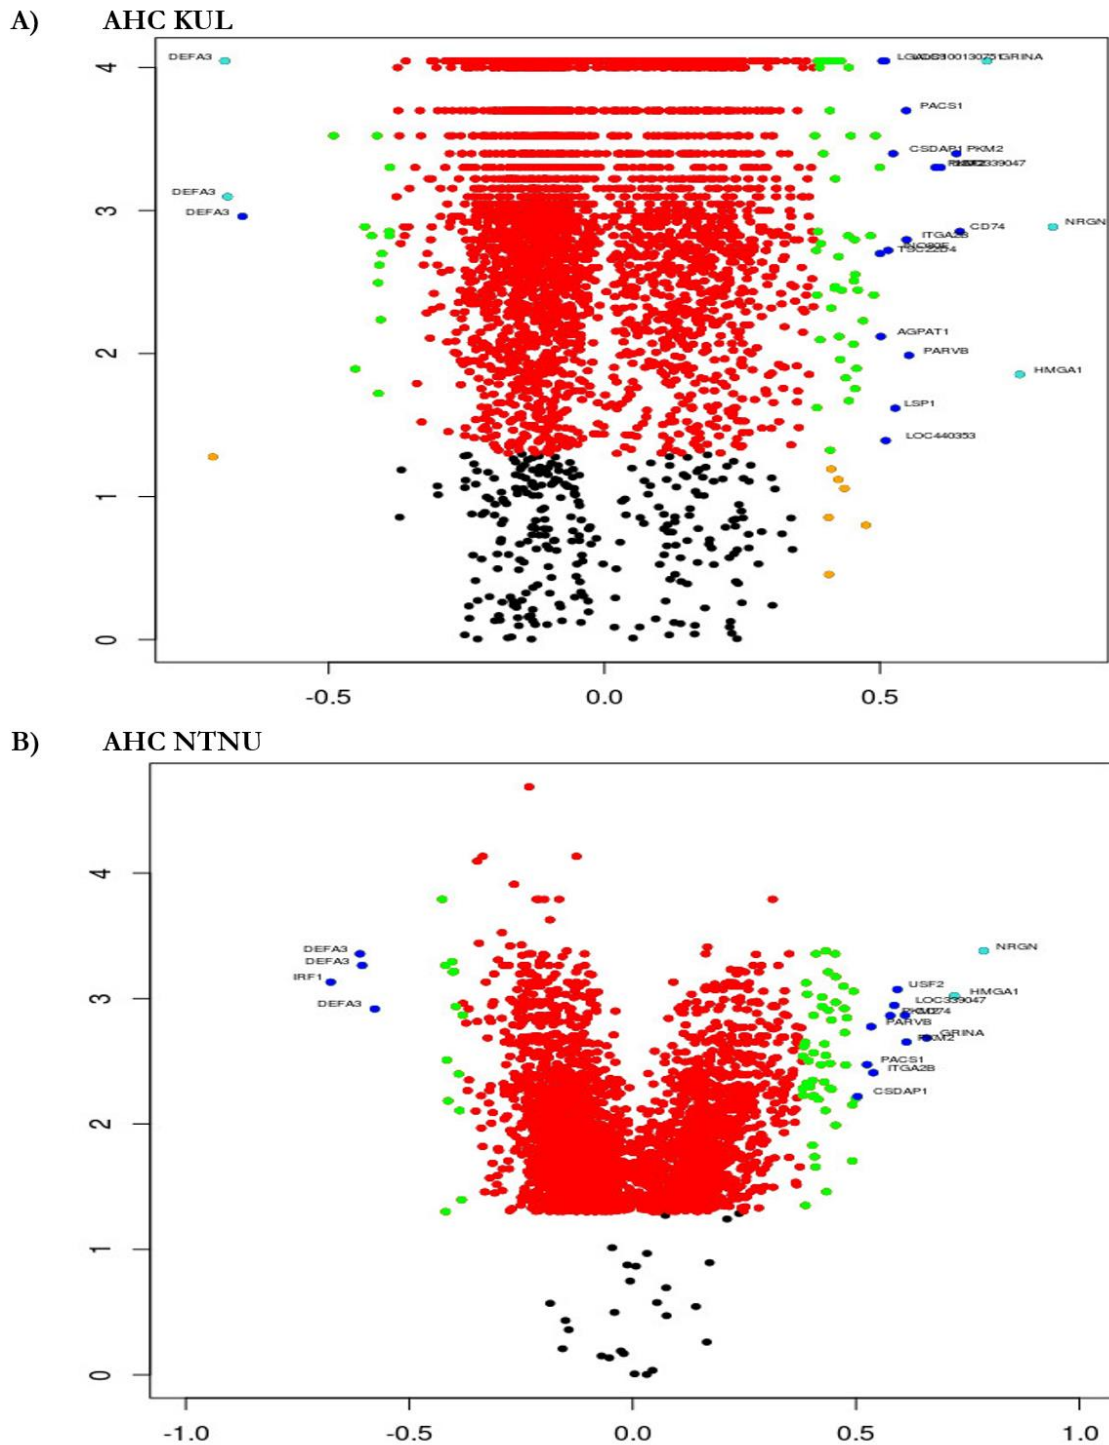 A) AHC KUL
4
3
2
1
0
DEFA3
GRINA
PACS1
CSDAP1 PKM2
DEFA3
DEFA3
NRGN
CD74
ITGA2B
TSC22D4
AGPAT1
PARVB
HMGA1
LSP1
LOC440353
-0.5 0.0 0.5
B) AHC NTNU
4
3
2
1
0
DEFA3
DEFA3
IRF1
DEFA3
NRGN
USF2
HMGA1
LOC339047
PARVB
GRINA
PACS1
ITGA2B
CSDAP1
-1.0 -0.5 0.0 0.5 1.0